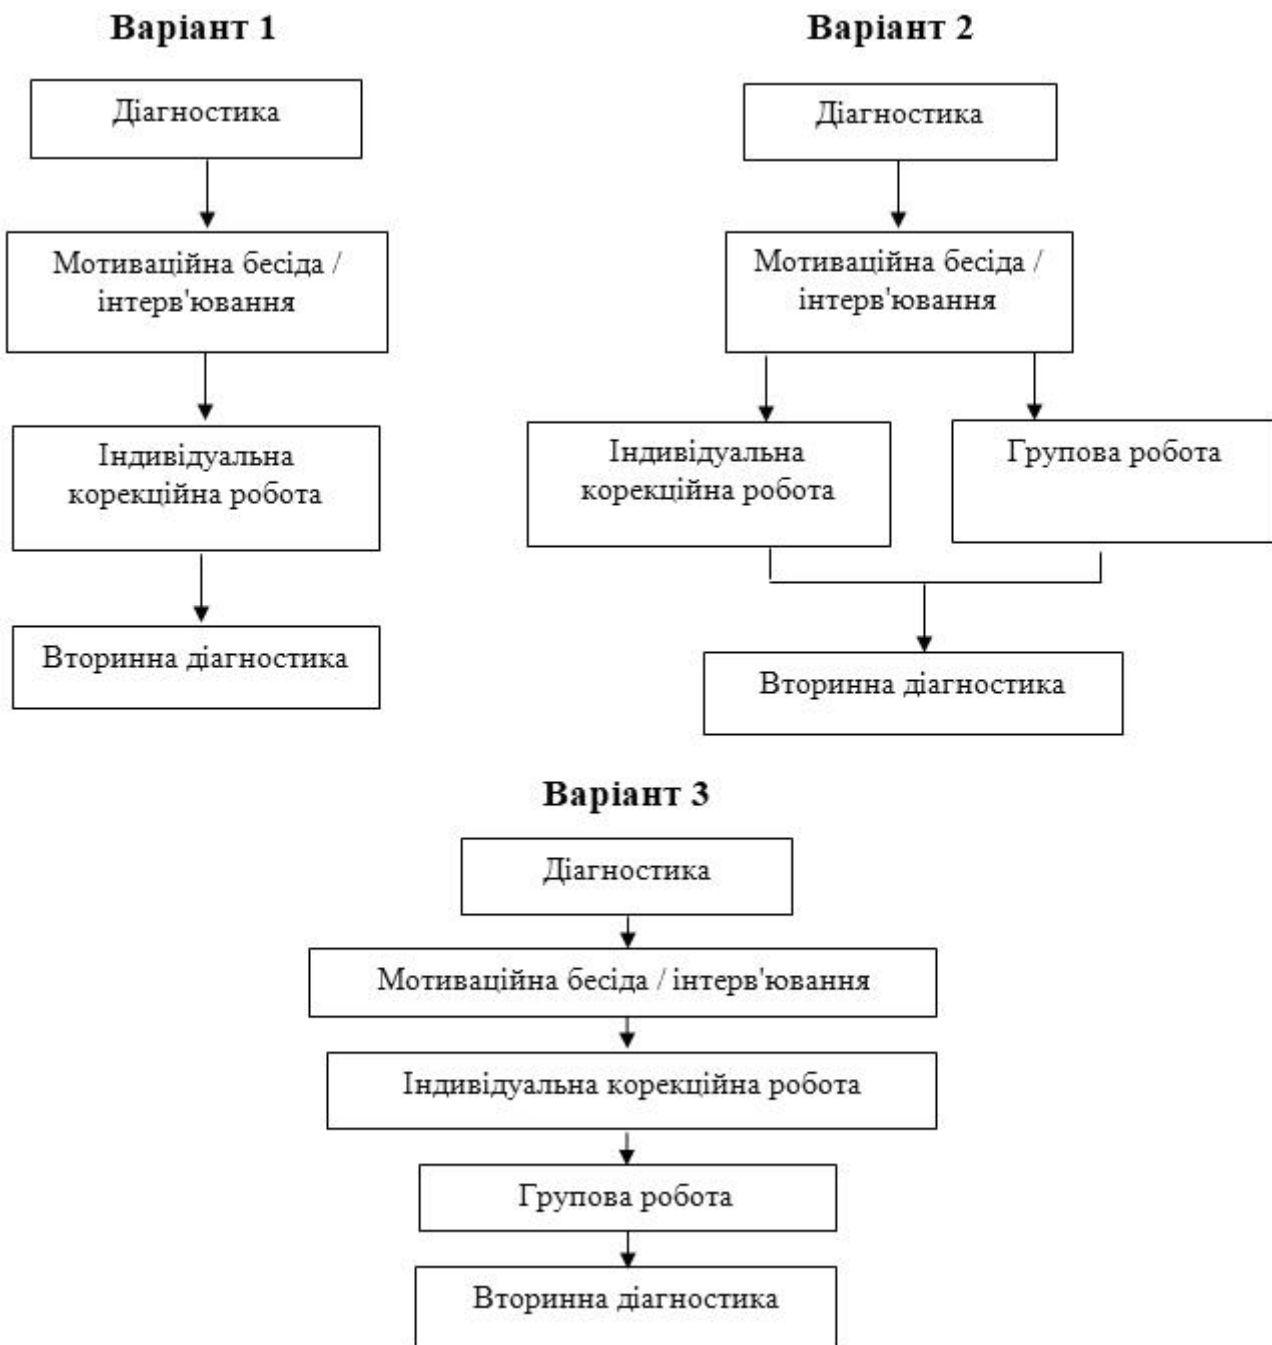 Варіант 1
Діагностика
Мотиваційна бесіда /
інтерв'ювання
Індивідуальна
корекційна робота
Вторинна діагностика
Варіант 2
Діагностика
Мотиваційна бесіда /
інтерв'ювання
Індивідуальна
корекційна робота
Групова робота
Вторинна діагностика
Варіант 3
Діагностика
Мотиваційна бесіда / інтерв'ювання
Індивідуальна корекційна робота
Групова робота
Вторинна діагностика